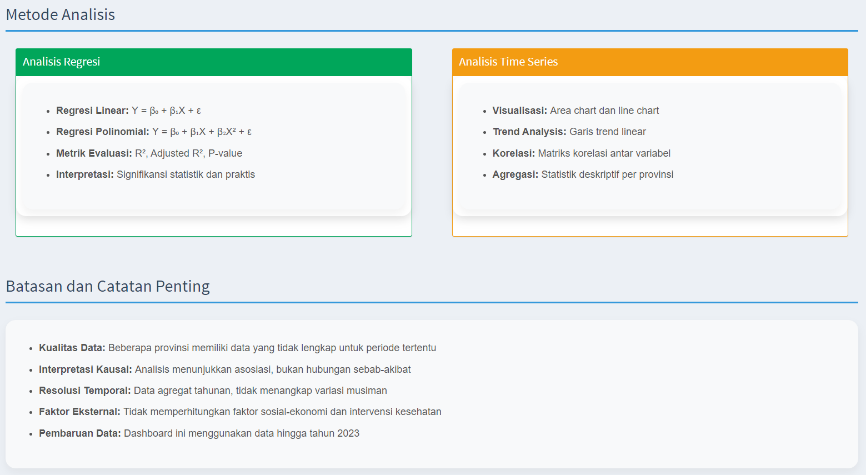 Metode Analisis
Analisis Regresi
Regresi Linear: Y = β₀ + β₁X + ε
Regresi Polinomial: Y = β₀ + β₁X + β₂X² + ε
Metrik Evaluasi: R², Adjusted R², P-value
Interpretasi: Signifikansi statistik dan praktis
Analisis Time Series
Visualisasi: Area chart dan line chart
Trend Analysis: Garis trend linear
Korelasi: Matriks korelasi antar variabel
Agregasi: Statistik deskriptif per provinsi
Batasan dan Catatan Penting
Kualitas Data: Beberapa provinsi memiliki data yang tidak lengkap untuk periode tertentu
Interpretasi Kausal: Analisis menunjukkan asosiasi, bukan hubungan sebab-akibat
Resolusi Temporal: Data agregat tahunan, tidak menangkap variasi musiman
Faktor Eksternal: Tidak memperhitungkan faktor sosial-ekonomi dan intervensi kesehatan
Pembaruan Data: Dashboard ini menggunakan data hingga tahun 2023